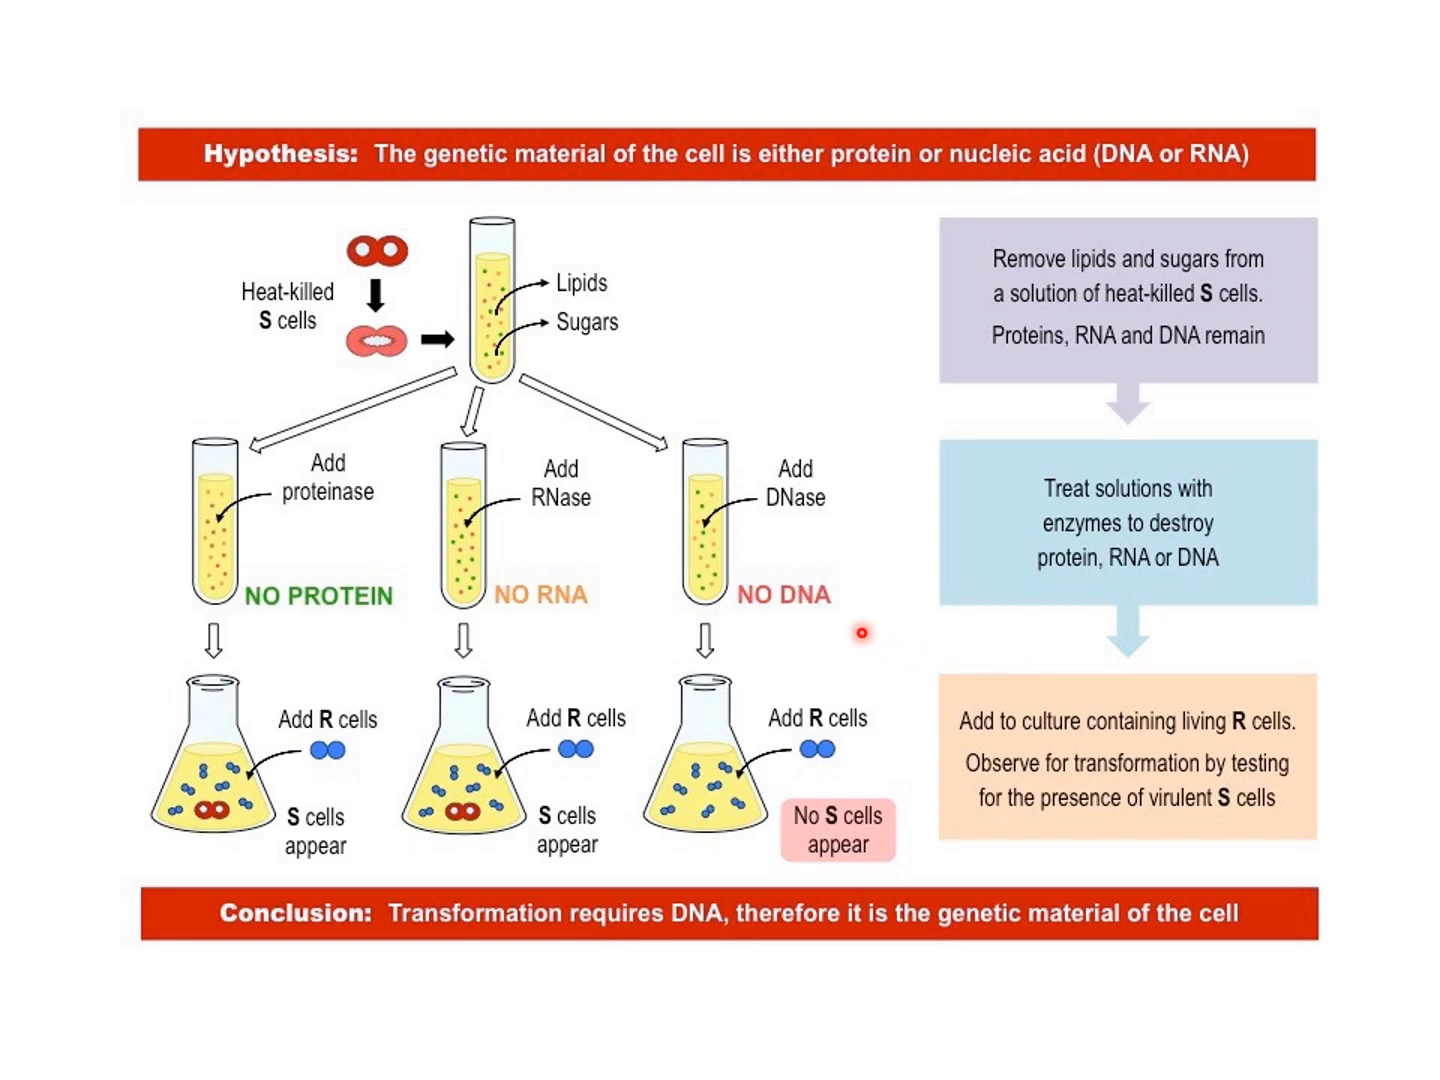 Hypothesis: The genetic material of the cell is either protein or nucleic acid (DNA or RNA)
Heat-killed
S cells
Lipids
Sugars
Remove lipids and sugars from
a solution of heat-killed S cells.
Proteins, RNA and DNA remain
Add
proteinase
Add
RNase
Add
DNase
NO PROTEIN
NO RNA
NO DNA
Treat solutions with
enzymes to destroy
protein, RNA or DNA
Add R cells
S cells
appear
Add R cells
S cells
appear
Add R cells
No S cells
appear
Add to culture containing living R cells.
Observe for transformation by testing
for the presence of virulent S cells
Conclusion: Transformation requires DNA, therefore it is the genetic material of the cell